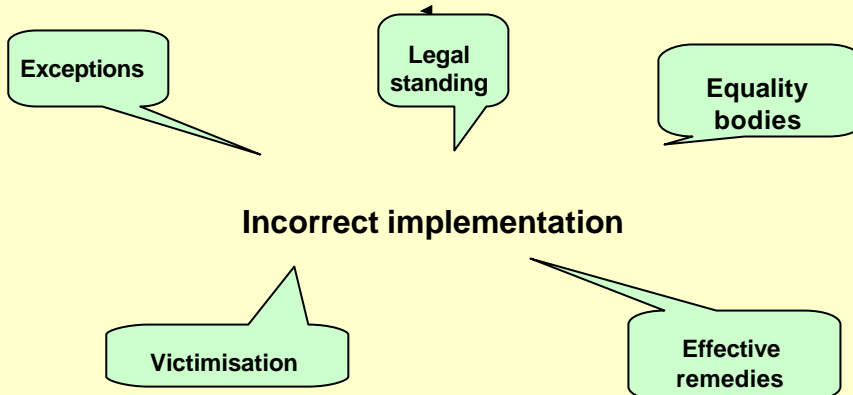 Exceptions
Legal
standing
Equality
bodies
Incorrect implementation
Victimisation
Effective
remedies